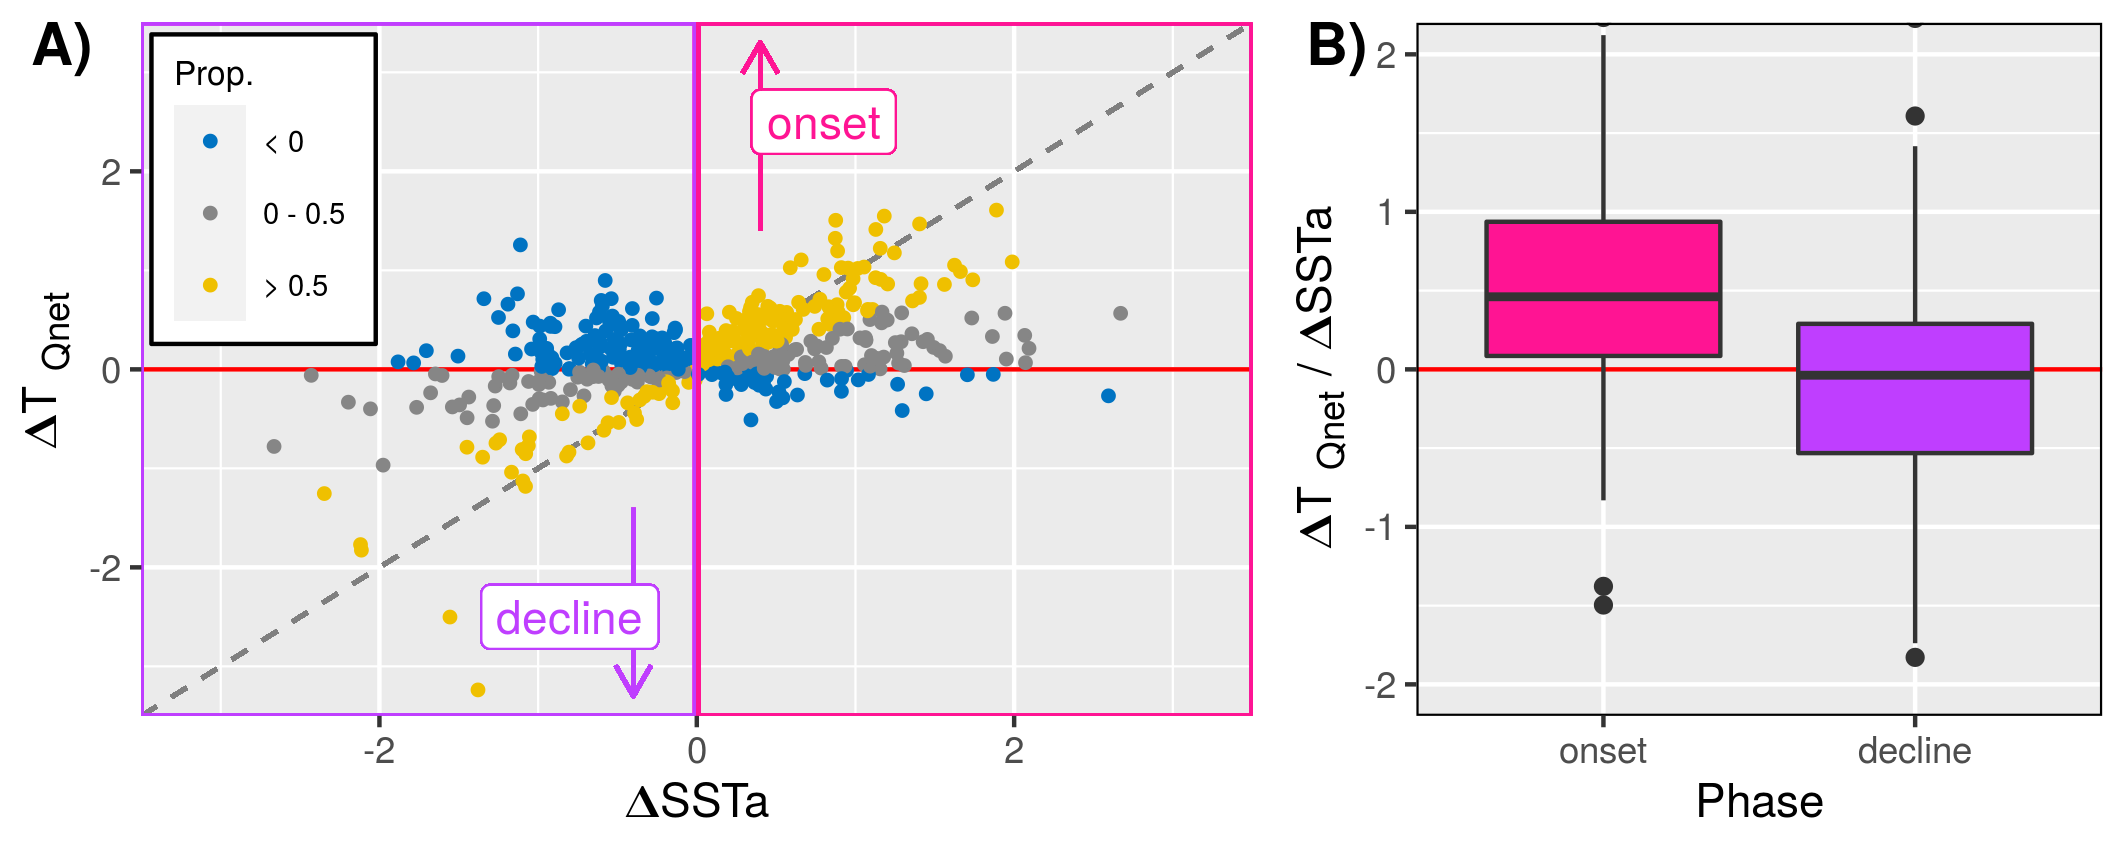 A)
Prop.
< 0
0 - 0.5
> 0.5
onset
decline
2
0
-2
ΔT Qnet
-2
0
2
ΔSSTa
B)
2
1
0
-1
-2
ΔT Qnet / ΔSSTa
onset
decline
Phase